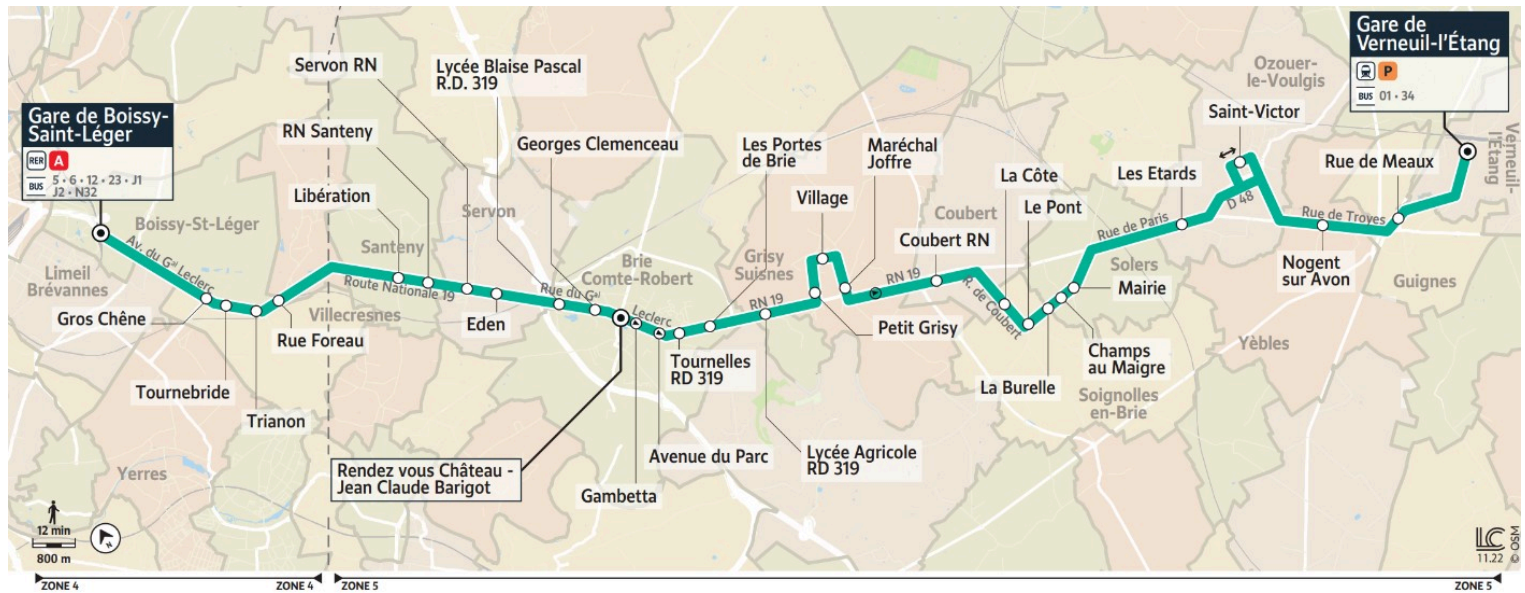 Gare de Boissy-
Saint-Léger
RER A
BUS 5 • 6 • 12 • 23 • J1
J2 • N32
Servon RN
Lycée Blaise Pascal
R.D. 319
RN Santeny
Georges Clemenceau
Libération
Les Portes
de Brie
Maréchal
Joffre
Village
La Côte
Coubert RN
Le Pont
Les Etards
Ozouer-
le-Voulgis
Saint-Victor
Gare de
Verneuil-l'Étang
P
BUS 01 • 34
Rue de Meaux
Verneuil-
l'Étang
Boissy-St-Léger
Servon
Santeny
Limeil
Brévannes
Av. du Gal Leclerc
Villecresnes
Route Nationale 19
Brie
Comte-Robert
Rue du Gal
Leclerc
Grisy
Suisnes
RN 19
RN 19
Coubert
R. de Coubert
Rue de Paris
D 48
Rue de Troyes
Solers
Guignes
Yèbles
Soignolles
en-Brie
Yerres
Gros Chêne
Tournebride
Trianon
Rue Foreau
Eden
Rendez vous Château -
Jean Claude Barigot
Gambetta
Avenue du Parc
Tournelles
RD 319
Lycée Agricole
RD 319
Petit Grisy
La Burelle
Champs
au Maigre
Mairie
Nogent
sur Avon
12 min
800 m
N
LC
11.22
© OSM
ZONE 4
ZONE 4
ZONE 5
ZONE 5